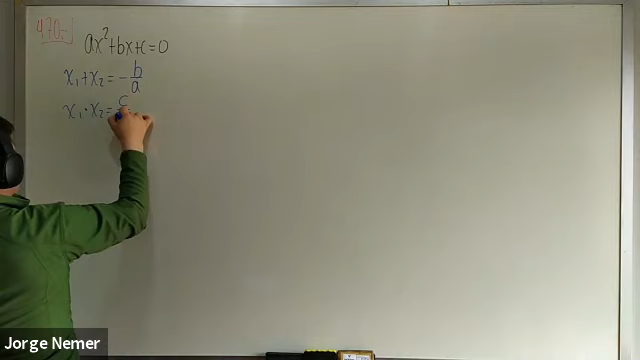 470-J
ax²+bx+c=0
x₁+x₂=-b/a
x₁·x₂=c
Jorge Nemer